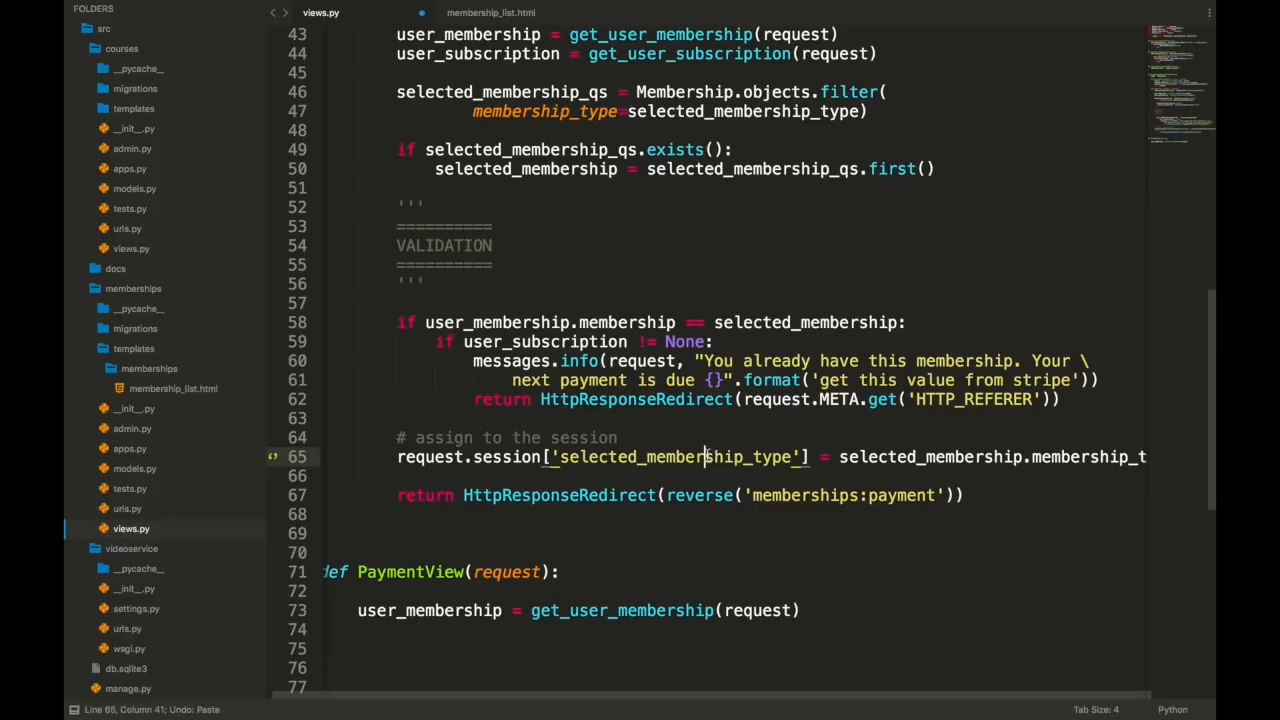 FOLDERS
src
courses
__pycache__
migrations
templates
__init__.py
admin.py
apps.py
models.py
tests.py
urls.py
views.py
docs
memberships
__pycache__
migrations
templates
memberships
membership_list.html
__init__.py
admin.py
apps.py
models.py
tests.py
urls.py
views.py
videoservice
__pycache__
__init__.py
settings.py
urls.py
wsgi.py
db.sqlite3
manage.py
views.py
membership_list.html
43 user_membership = get_user_membership(request)
44 user_subscription = get_user_subscription(request)
45
46 selected_membership_qs = Membership.objects.filter(
47 membership_type=selected_membership_type)
48
49 if selected_membership_qs.exists():
50 selected_membership = selected_membership_qs.first()
51
52 '''
53 ==========
54 VALIDATION
55 ==========
56 '''
57
58 if user_membership.membership == selected_membership:
59 if user_subscription != None:
60 messages.info(request, "You already have this membership. Your \
61 next payment is due {}".format('get this value from stripe'))
62 return HttpResponseRedirect(request.META.get('HTTP_REFERER'))
63
64 # assign to the session
65 request.session['selected_membership_type'] = selected_membership.membership_t
66
67 return HttpResponseRedirect(reverse('memberships:payment'))
68
69
70
71 def PaymentView(request):
72
73 user_membership = get_user_membership(request)
74
75
76
77
Line 65, Column 41; Undo: Paste
Tab Size: 4
Python